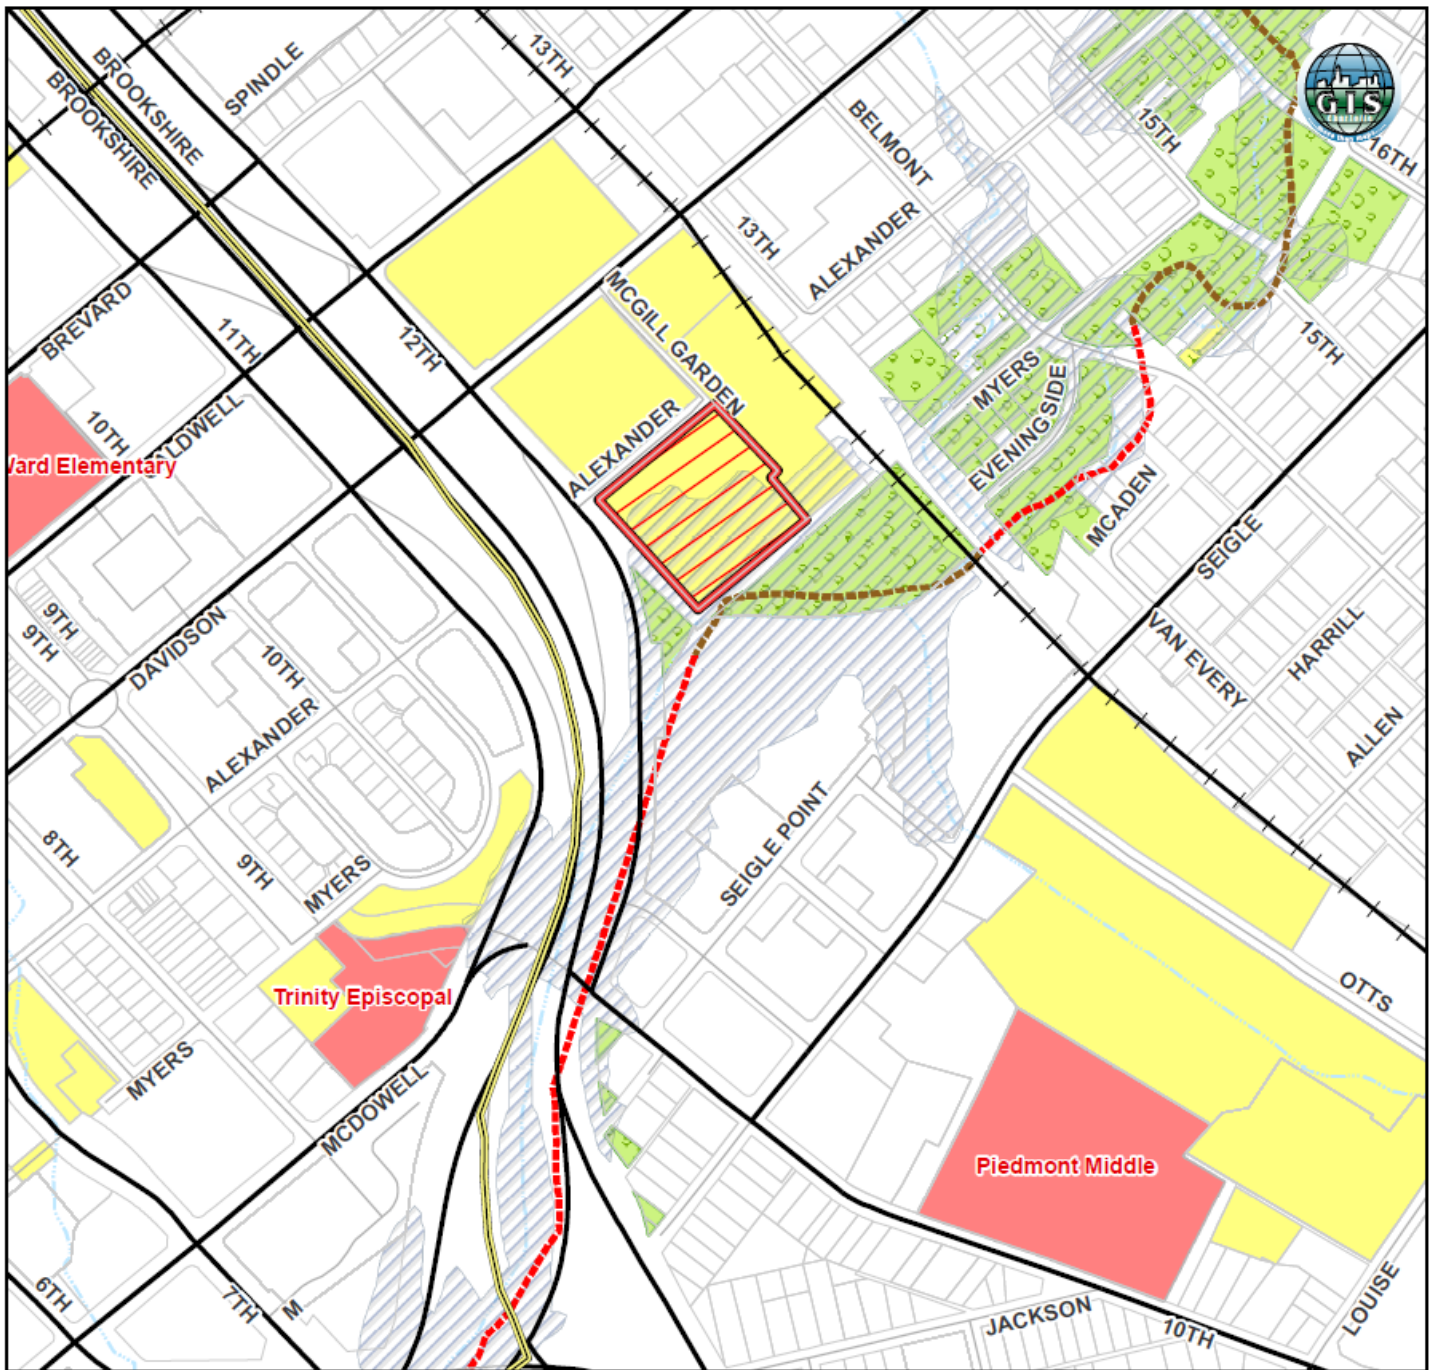 13TH
BROOKSHIRE
SPINDLE
BROOKSHIRE
GIS
15TH
16TH
BELMONT
13TH
ALEXANDER
MCGILL GARDEN
BREVARD
11TH
12TH
15TH
MYERS
EVENINGSIDE
ALEXANDER
10TH
ALDWELL
Ward Elementary
MCADEN
SEIGLE
9TH
9TH
DAVIDSON
10TH
ALEXANDER
VAN EVERY
HARRILL
ALLEN
8TH
9TH
MYERS
SEIGLE POINT
Trinity Episcopal
OTTS
MYERS
MCDOWELL
Piedmont Middle
6TH
7TH
M
JACKSON
10TH
LOUISE